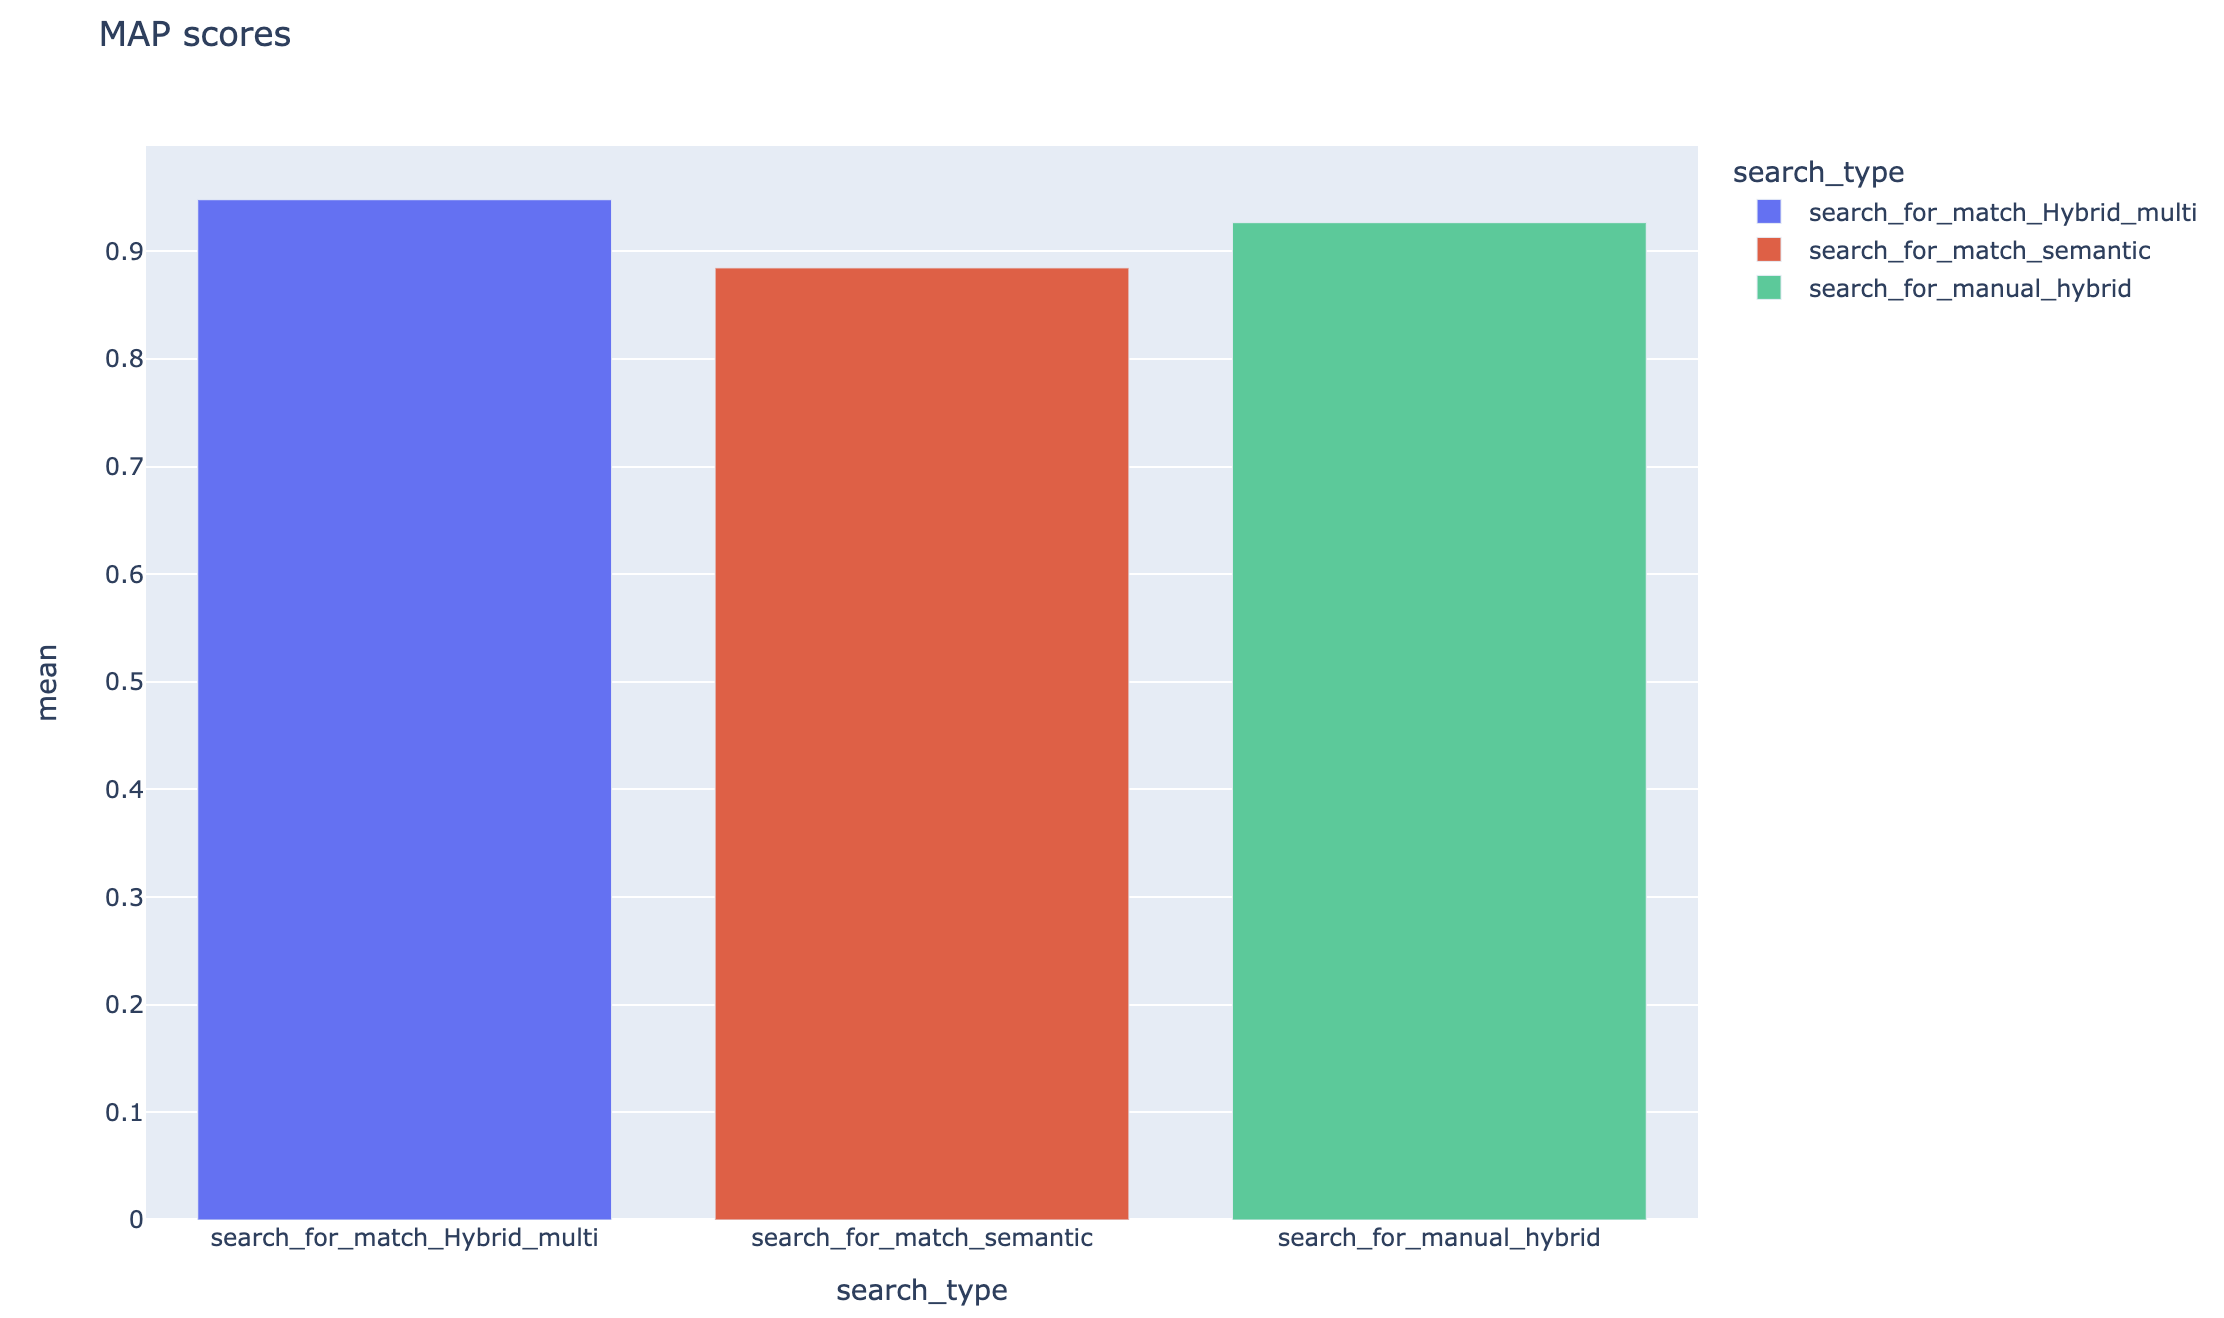 MAP scores
search_type
search_for_match_Hybrid_multi
search_for_match_semantic
search_for_manual_hybrid
mean
0.9
0.8
0.7
0.6
0.5
0.4
0.3
0.2
0.1
0
search_for_match_Hybrid_multi
search_for_match_semantic
search_for_manual_hybrid
search_type